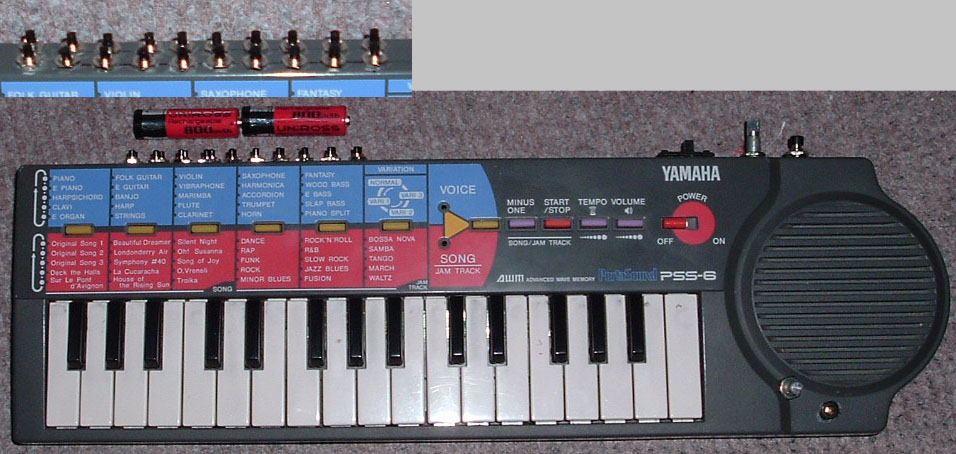 FOLK GUITAR VIOLIN SAXOPHONE FANTASY
UNiROSS
RECHARGEABLE
800mAh
800mAh
UNiROSS
PIANO
E PIANO
HARPSICHORD
CLAVI
E ORGAN
FOLK GUITAR
E GUITAR
BANJO
HARP
STRINGS
VIOLIN
VIBRAPHONE
MARIMBA
FLUTE
CLARINET
SAXOPHONE
HARMONICA
ACCORDION
TRUMPET
HORN
FANTASY
WOOD BASS
E BASS
SLAP BASS
PIANO SPLIT
VARIATION
NORMAL
VARI 3
VARI 1
VARI 2
Original Song 1
Original Song 2
Original Song 3
Deck the Halls
Sur Le Pont
d'Avignon
Beautiful Dreamer
Londonderry Air
Symphony #40
La Cucaracha
House of
the Rising Sun
Silent Night
Oh! Susanna
Song of Joy
O.Vreneli
Troika
SONG
DANCE
RAP
FUNK
ROCK
MINOR BLUES
ROCK'N ROLL
R&B
SLOW ROCK
JAZZ BLUES
FUSION
BOSSA NOVA
SAMBA
TANGO
MARCH
WALTZ
JAM
TRACK
VOICE
SONG
JAM TRACK
MINUS
ONE
START
/STOP
TEMPO
VOLUME
SONG/JAM TRACK
YAMAHA
POWER
OFF
ON
AWM ADVANCED WAVE MEMORY
PortaSound PSS-6